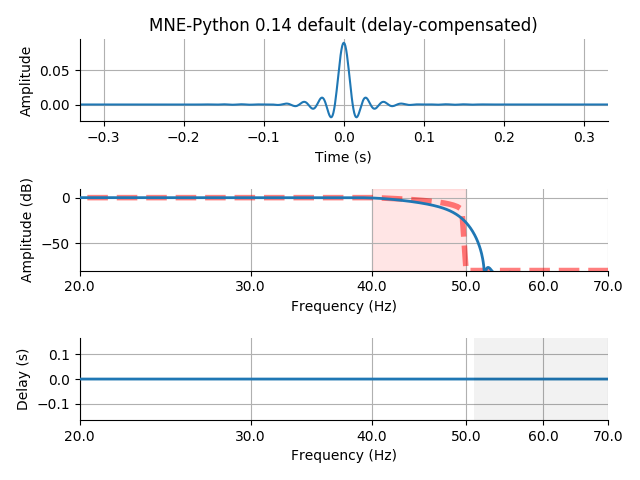 MNE-Python 0.14 default (delay-compensated)
Amplitude
0.05
0.00
−0.3 −0.2 −0.1 0.0 0.1 0.2 0.3
Time (s)
Amplitude (dB)
0
−50
20.0 30.0 40.0 50.0 60.0 70.0
Frequency (Hz)
Delay (s)
0.1
0.0
−0.1
20.0 30.0 40.0 50.0 60.0 70.0
Frequency (Hz)